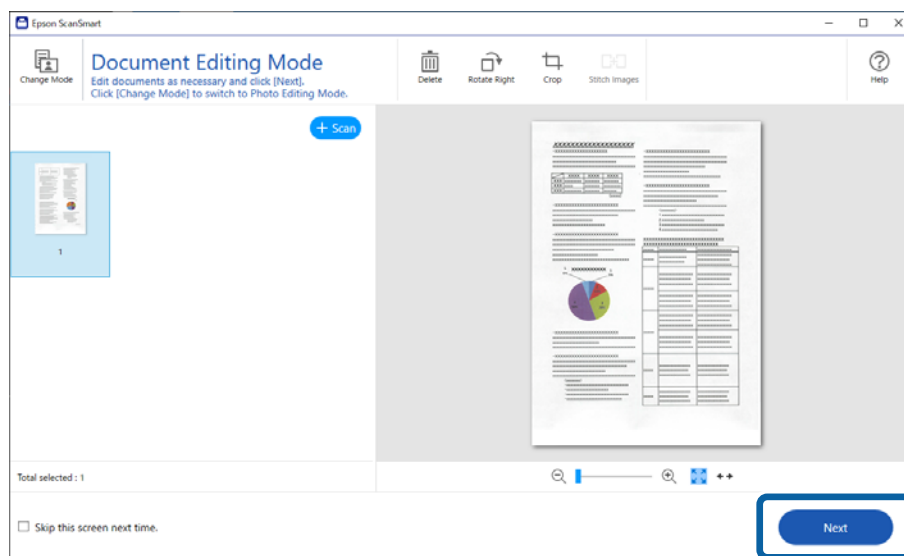 Epson ScanSmart
Change Mode
Document Editing Mode
Edit documents as necessary and click [Next].
Click [Change Mode] to switch to Photo Editing Mode.
Delete
Rotate Right
Crop
Stitch Images
Help
+ Scan
1
Total selected : 1
Skip this screen next time.
Next